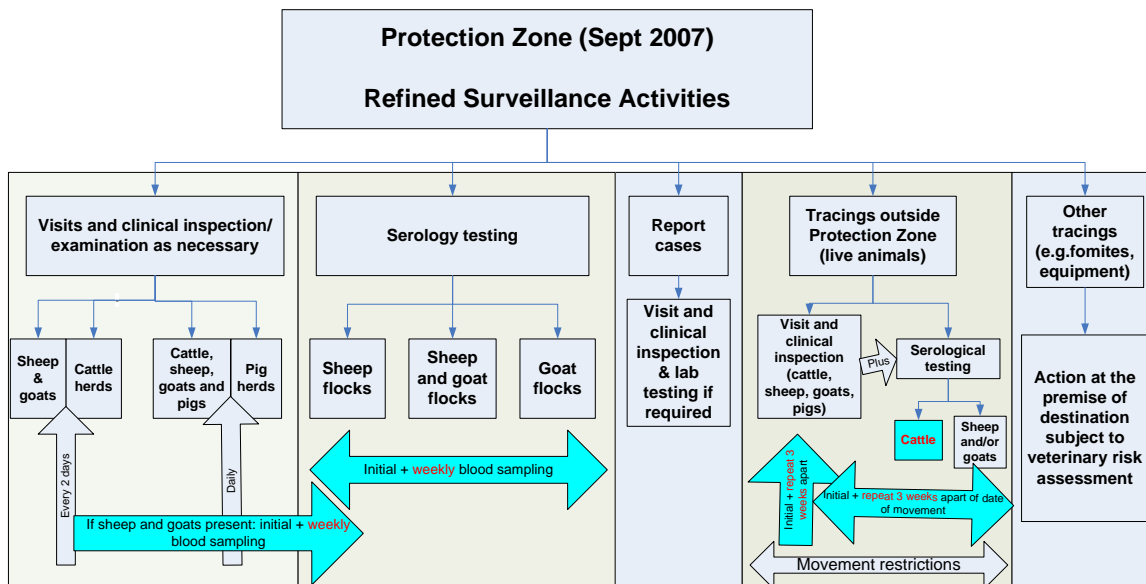 Protection Zone (Sept 2007)
Refined Surveillance Activities
Visits and clinical inspection/
examination as necessary
Sheep
&
goats
Cattle
herds
Cattle,
sheep,
goats and
pigs
Pig
herds
Every 2 days
Daily
If sheep and goats present: initial + weekly
blood sampling
Serology testing
Sheep
flocks
Sheep
and goat
flocks
Goat
flocks
Initial + weekly blood sampling
Report
cases
Visit and
clinical
inspection
& lab
testing if
required
Tracings outside
Protection Zone
(live animals)
Visit and
clinical
inspection
(cattle,
sheep, goats,
pigs)
Plus
Serological
testing
Cattle
Sheep
and/or
goats
Initial + repeat 3
weeks apart
Initial + repeat 3 weeks apart of date
of movement
Movement restrictions
Other
tracings
(e.g.fomites,
equipment)
Action at the
premise of
destination
subject to
veterinary risk
assessment